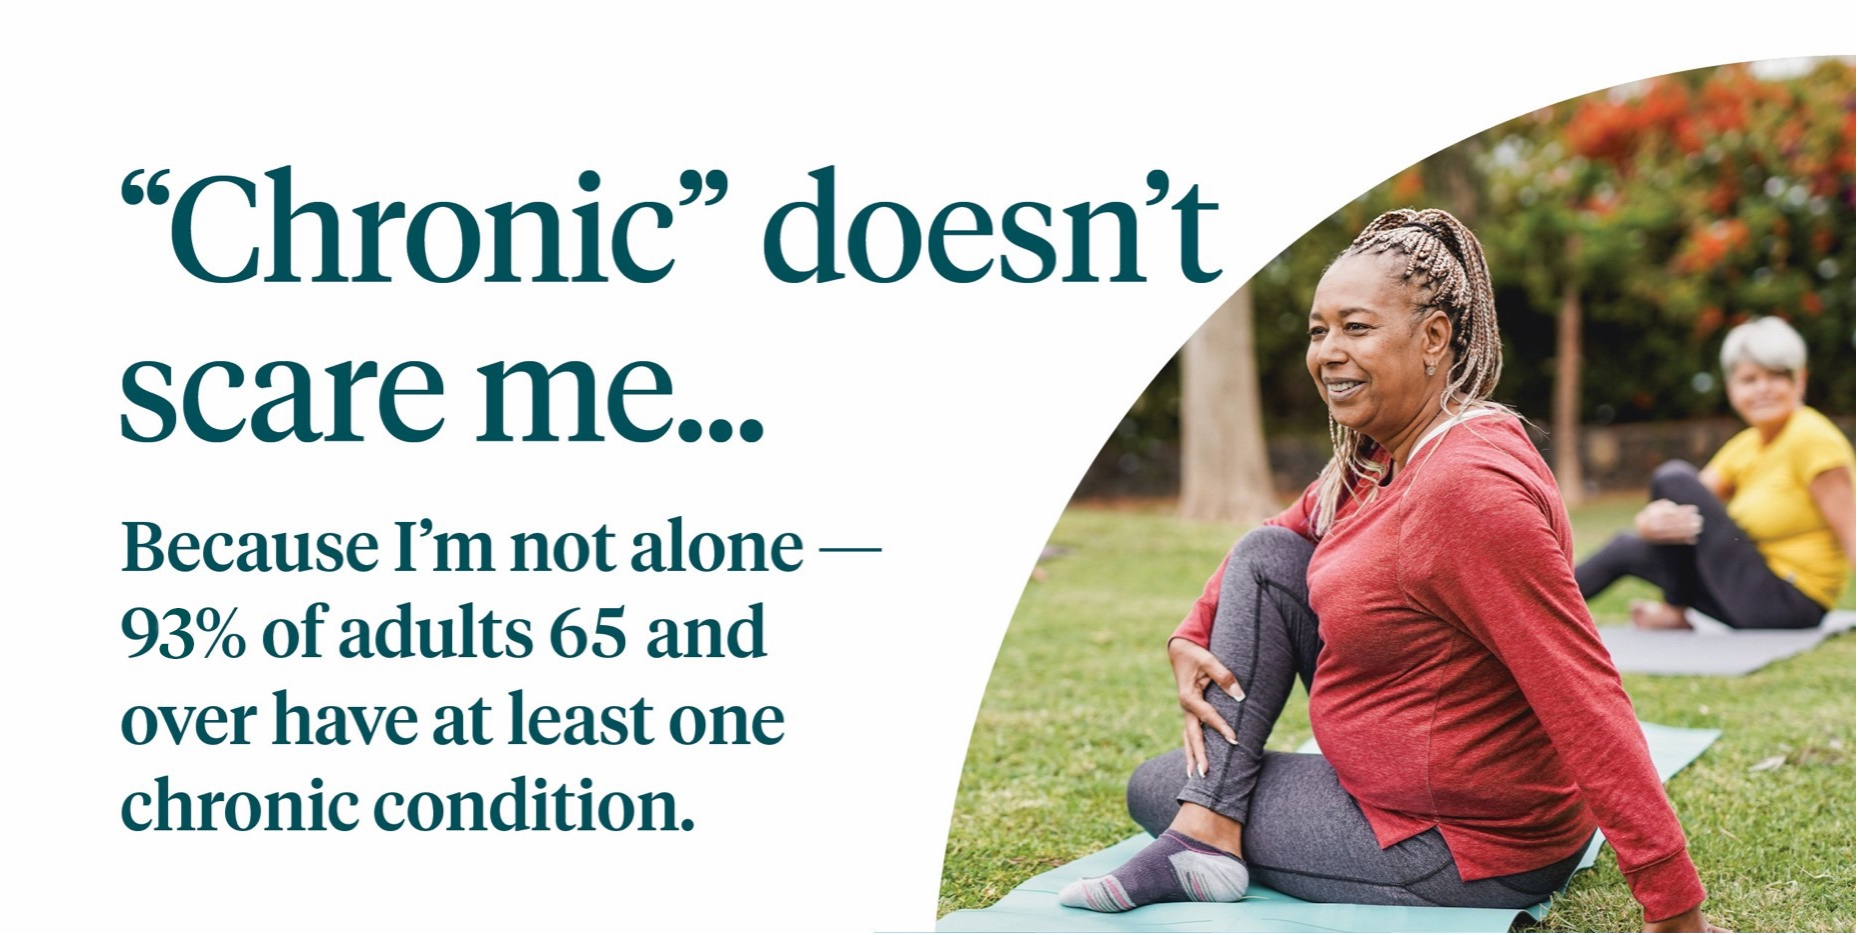 “Chronic” doesn’t
scare me...
Because I’m not alone —
93% of adults 65 and
over have at least one
chronic condition.